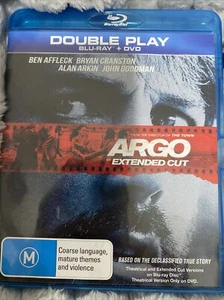 DOUBLE PLAY
BLU-RAY + DVD
BEN AFFLECK BRYAN CRANSTON
ALAN ARKIN JOHN GOODMAN
FROM THE DIRECTOR OF THE TOWN
ARGO
EXTENDED CUT
BASED ON THE DECLASSIFIED TRUE STORY
M
Coarse language,
mature themes
and violence
Theatrical and Extended Cut Versions
on Blu-ray Disc
Theatrical Version Only on DVD.